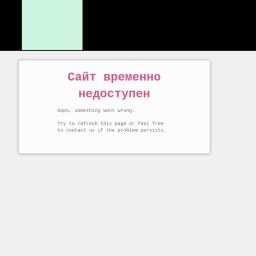 Сайт временно
недоступен
Oops, something went wrong.
Try to refresh this page or feel free
to contact us if the problem persists.